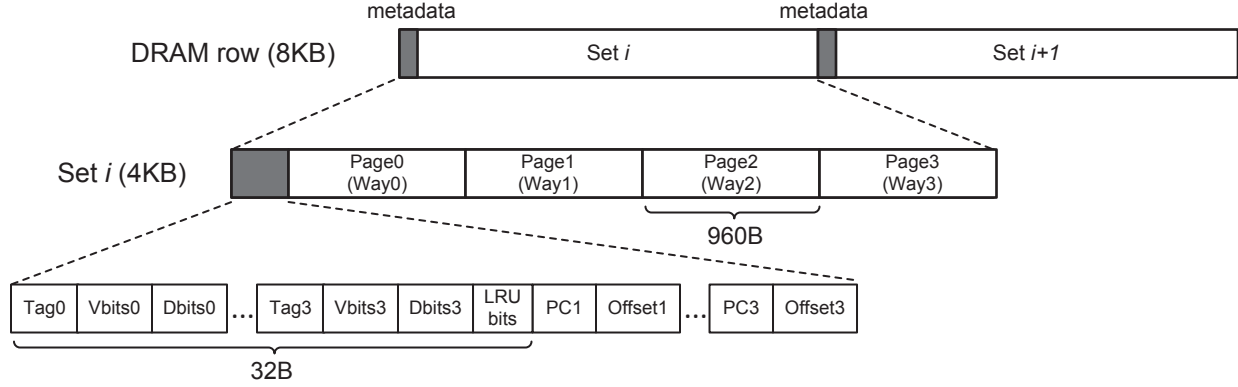 metadata
metadata
DRAM row (8KB)
Set i
Set i+1
Set i (4KB)
Page0
(Way0)
Page1
(Way1)
Page2
(Way2)
Page3
(Way3)
960B
Tag0
Vbits0
Dbits0
...
Tag3
Vbits3
Dbits3
LRU
bits
PC1
Offset1
...
PC3
Offset3
32B